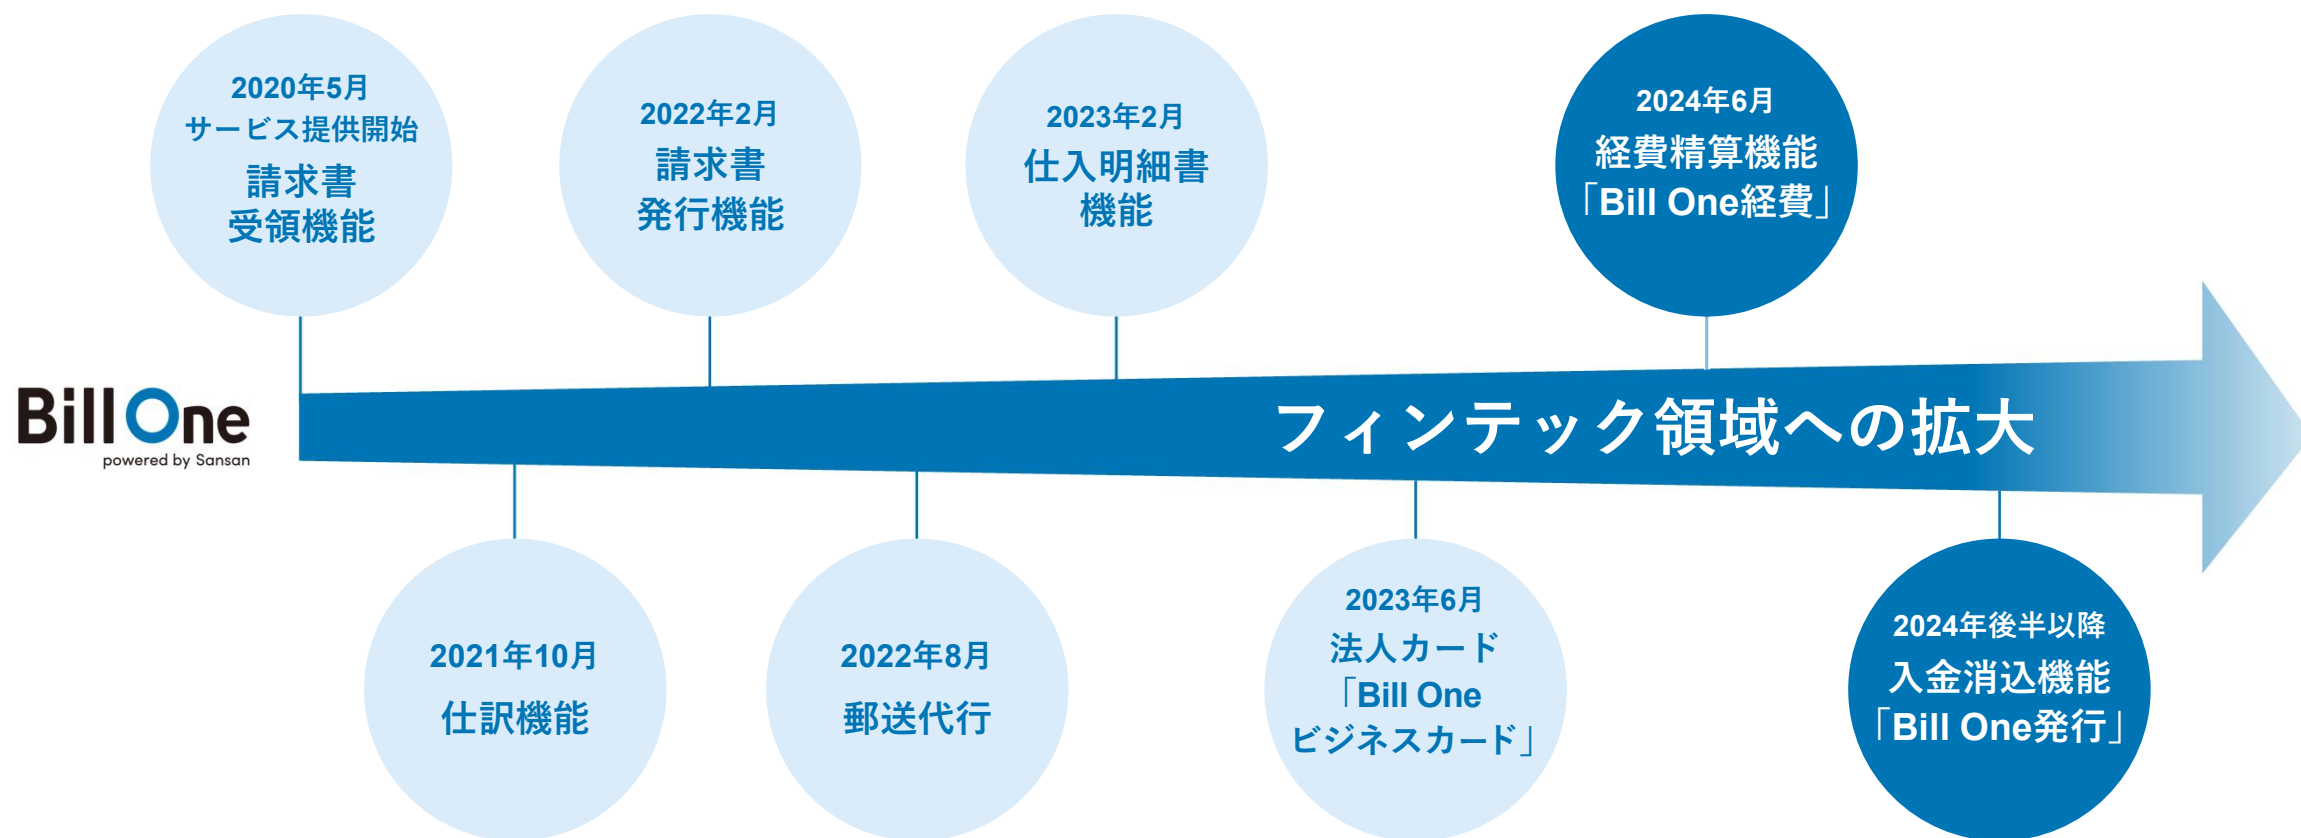 2020年5月
サービス提供開始
請求書
受領機能
2022年2月
請求書
発行機能
2023年2月
仕入明細書
機能
2024年6月
経費精算機能
「Bill One経費」
Bill One
powered by Sansan
フィンテック領域への拡大
2021年10月
仕訳機能
2022年8月
郵送代行
2023年6月
法人カード
「Bill One
ビジネスカード」
2024年後半以降
入金消込機能
「Bill One発行」